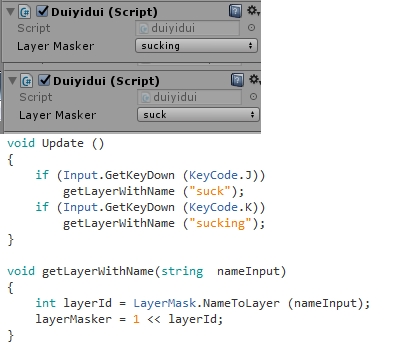 Duiyidui (Script)
Script duiyidui
Layer Masker sucking
Duiyidui (Script)
Script duiyidui
Layer Masker suck
void Update ()
{
if (Input.GetKeyDown (KeyCode.J))
getLayerWithName ("suck");
if (Input.GetKeyDown (KeyCode.K))
getLayerWithName ("sucking");
}
void getLayerWithName(string nameInput)
{
int layerId = LayerMask.NameToLayer (nameInput);
layerMasker = 1 << layerId;
}